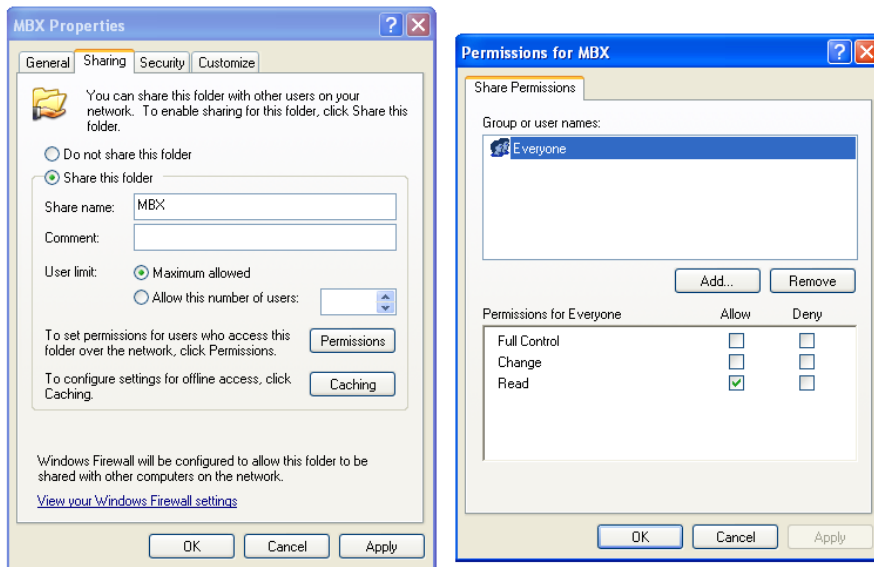 MBX Properties
General Sharing Security Customize
You can share this folder with other users on your
network. To enable sharing for this folder, click Share this
folder.
Do not share this folder
Share this folder
Share name: MBX
Comment:
User limit: Maximum allowed
Allow this number of users:
To set permissions for users who access this
folder over the network, click Permissions.
Permissions
To configure settings for offline access, click
Caching.
Caching
Windows Firewall will be configured to allow this folder to be
shared with other computers on the network.
View your Windows Firewall settings
OK Cancel Apply
Permissions for MBX
Share Permissions
Group or user names:
Everyone
Add... Remove
Permissions for Everyone Allow Deny
Full Control
Change
Read
OK Cancel Apply